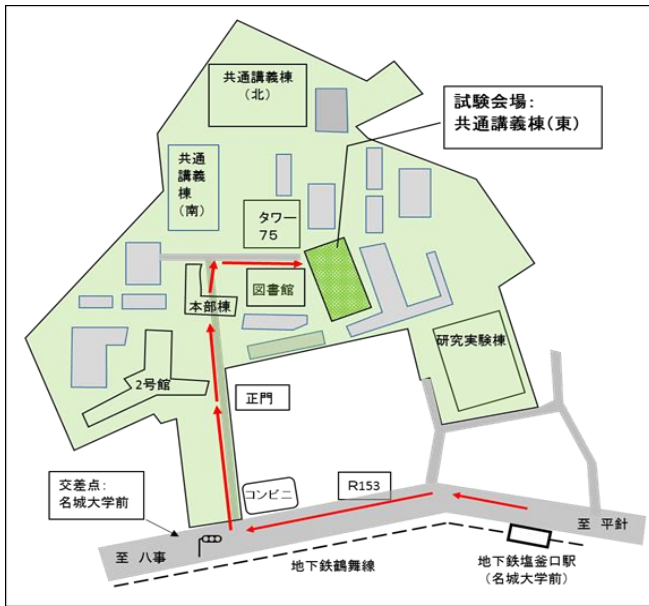 共通講義棟
(北)
試験会場:
共通講義棟(東)
共通
講義
棟
(南)
タワー
75
図書館
本部棟
研究実験棟
2号館
正門
交差点:
名城大学前
コンビニ
R153
至 八事
至 平針
地下鉄鶴舞線
地下鉄塩釜口駅
(名城大学前)